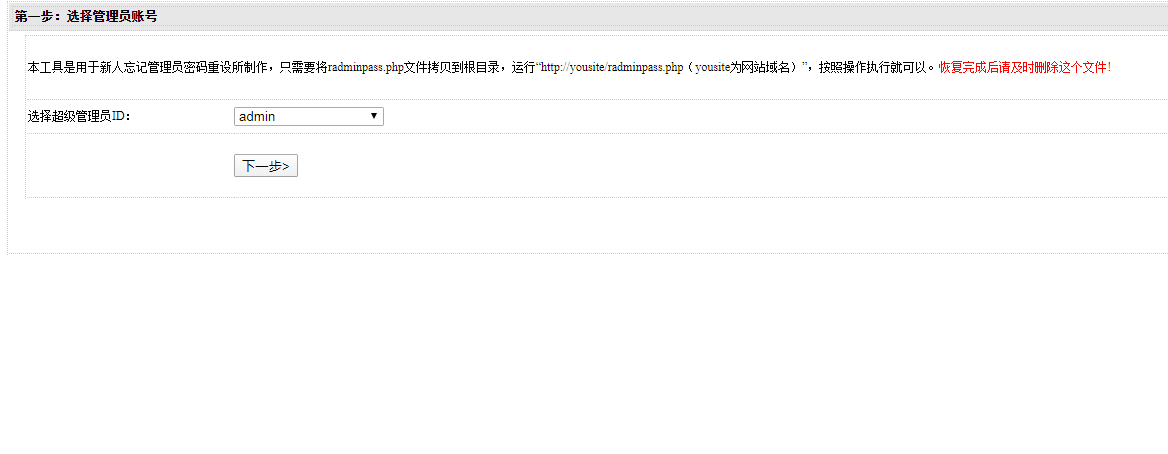 第一步：选择管理员账号
本工具是用于新人忘记管理员密码重设所制作，只需要将radminpass.php文件拷贝到根目录，运行“http://yousite/radminpass.php（yousite为网站域名）”，按照操作执行就可以。恢复完成后请及时删除这个文件!
选择超级管理员ID： admin
下一步>